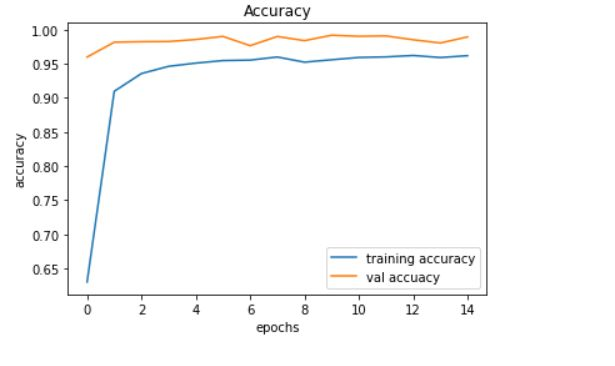 Accuracy
1.00
0.95
0.90
0.85
0.80
0.75
0.70
0.65
accuracy
training accuracy
val accuacy
0 2 4 6 8 10 12 14
epochs